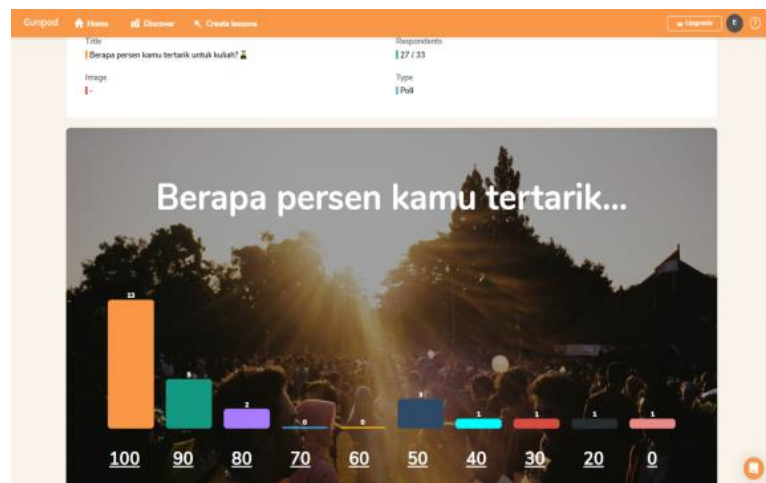 Curipod Home Discover Create lessons Upgrade E ?
Title Respondents
Berapa persen kamu tertarik untuk kuliah? 27 / 33
Image Type
- Poll
Berapa persen kamu tertarik...
13
5
2
0
0
3
1
1
1
1
100 90 80 70 60 50 40 30 20 0